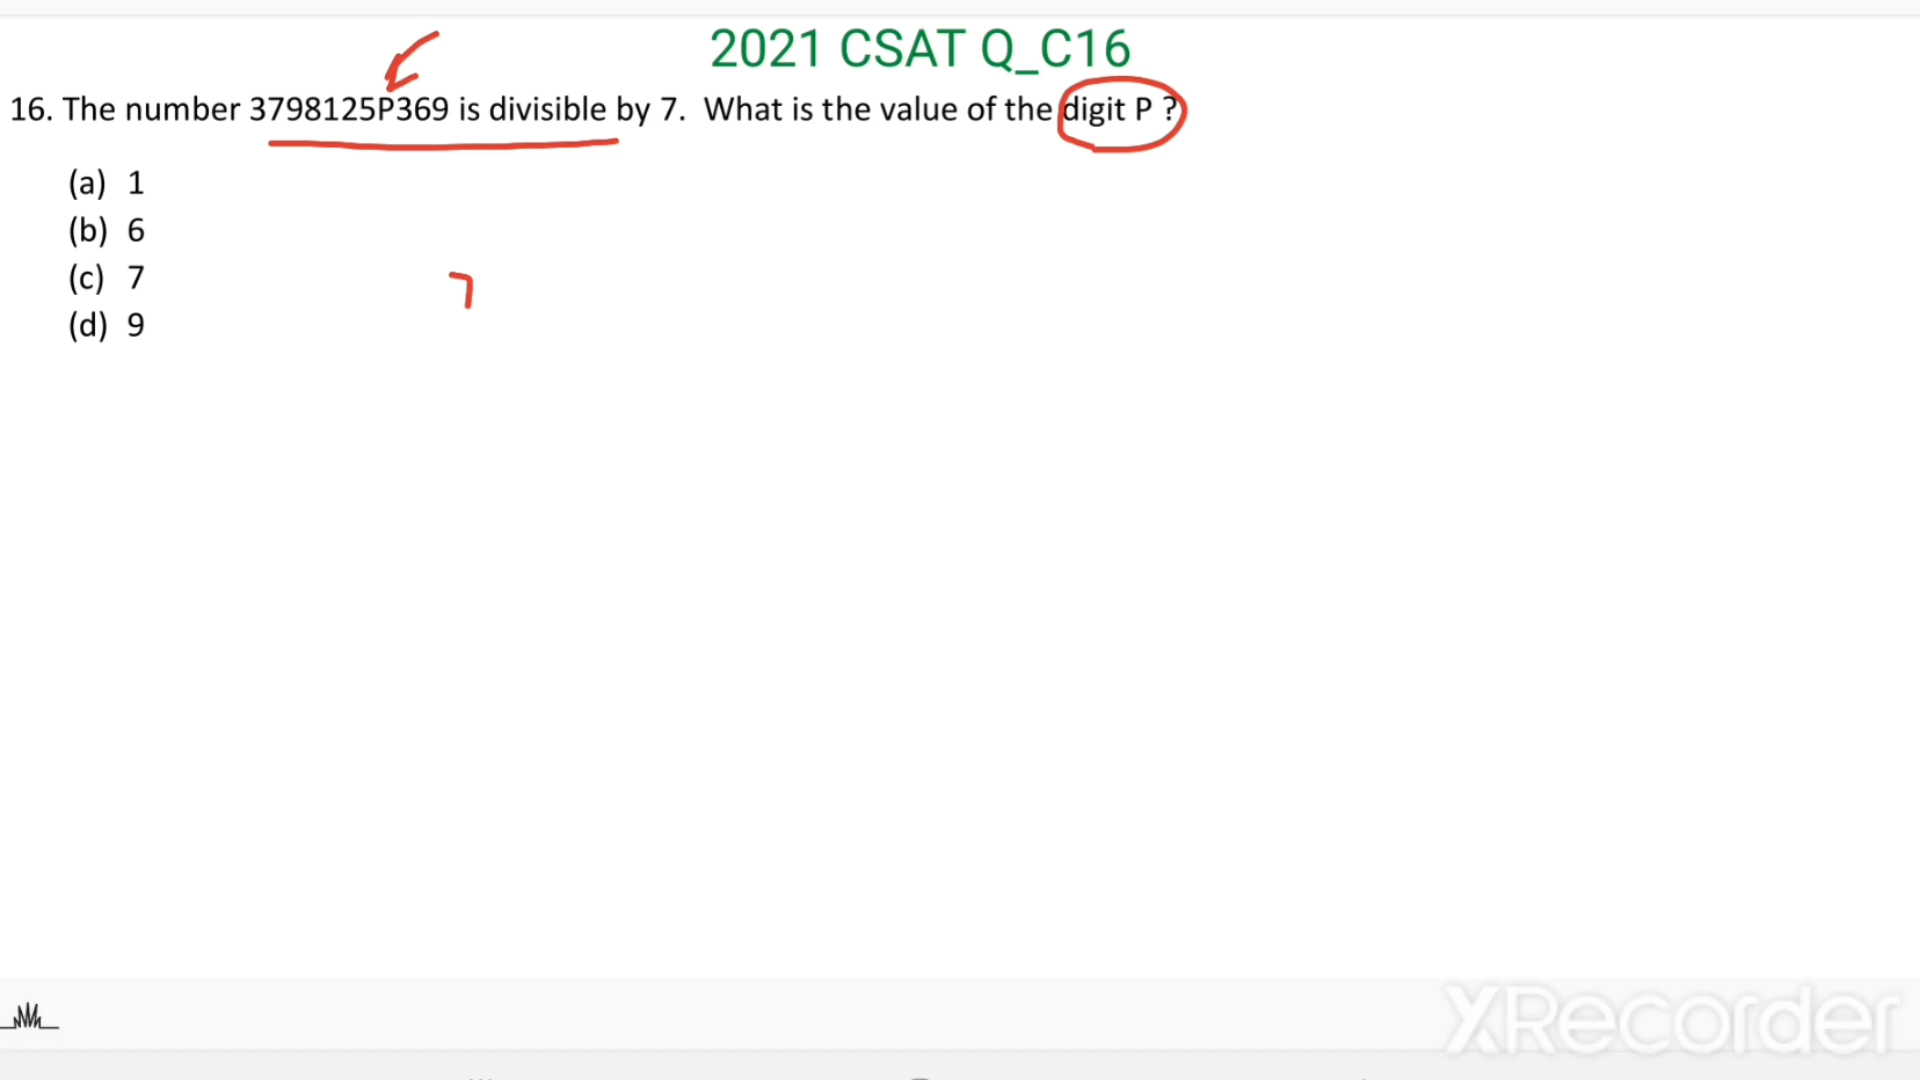 2021 CSAT Q_C16
16. The number 3798125P369 is divisible by 7. What is the value of the digit P ?
(a) 1
(b) 6
(c) 7
(d) 9
7
XRecorder